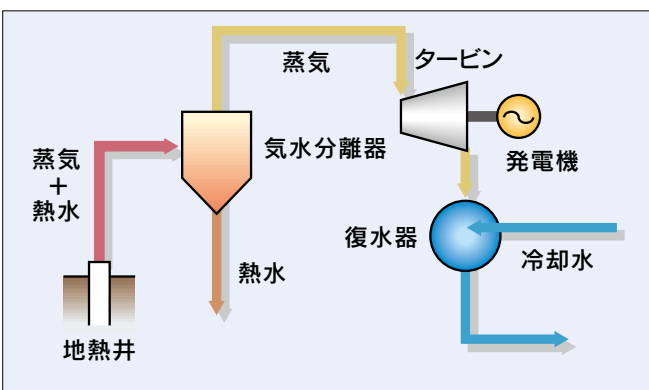 蒸気
タービン
蒸気
+
熱水
気水分離器
発電機
復水器
冷却水
熱水
地熱井